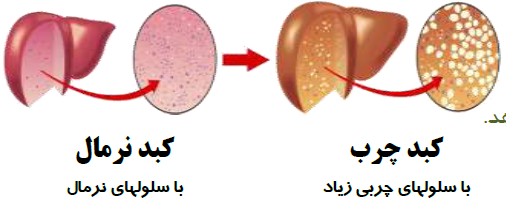 کبد نرمال
با سلولهای نرمال
کبد چرب
با سلولهای چربی زیاد